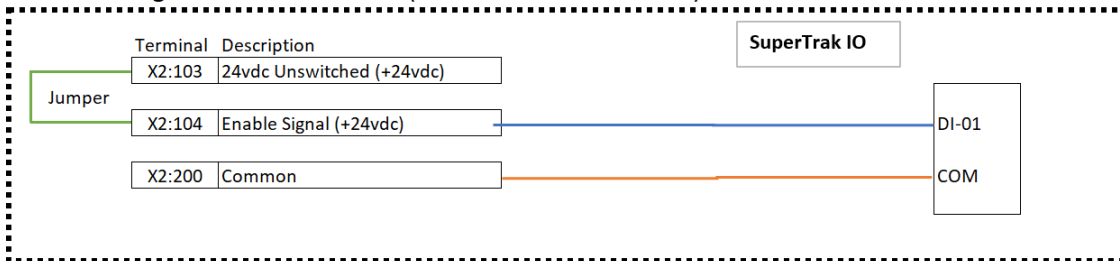 SuperTrak IO
Terminal Description
X2:103 24vdc Unswitched (+24vdc)
Jumper
X2:104 Enable Signal (+24vdc) DI-01
X2:200 Common COM